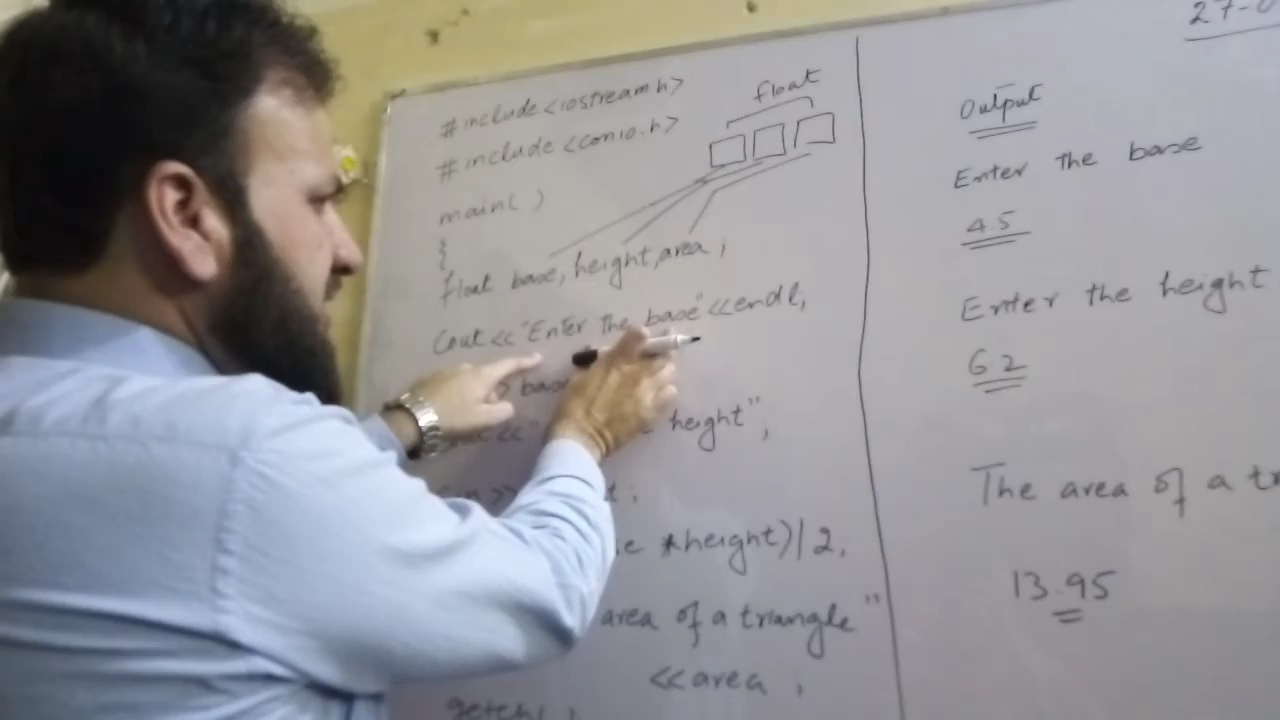 #include<iostream.h>
#include<conio.h>
float
main( )
{
float base, height, area ;
Cout<<"Enter the base"<<endl,
> base
<<" height" ;
>> ;
*height)/2.
area of a triangle"
<<area ,
getch( )
27-0
Output
Enter the base
4.5
Enter the height
6.2
The area of a
13.95